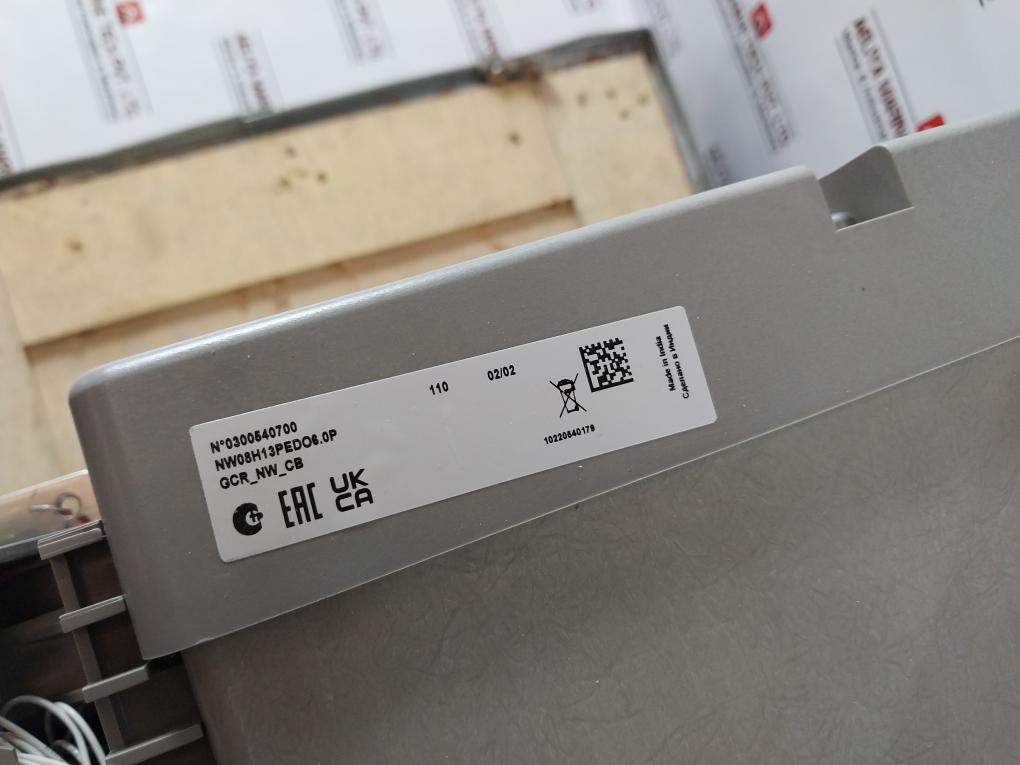 N°0300540700
NW08H13PEDO6.0P
GCR_NW_CB
110
02/02
EAC
UK
CA
10220540179
Made in India
Сделано в Индии